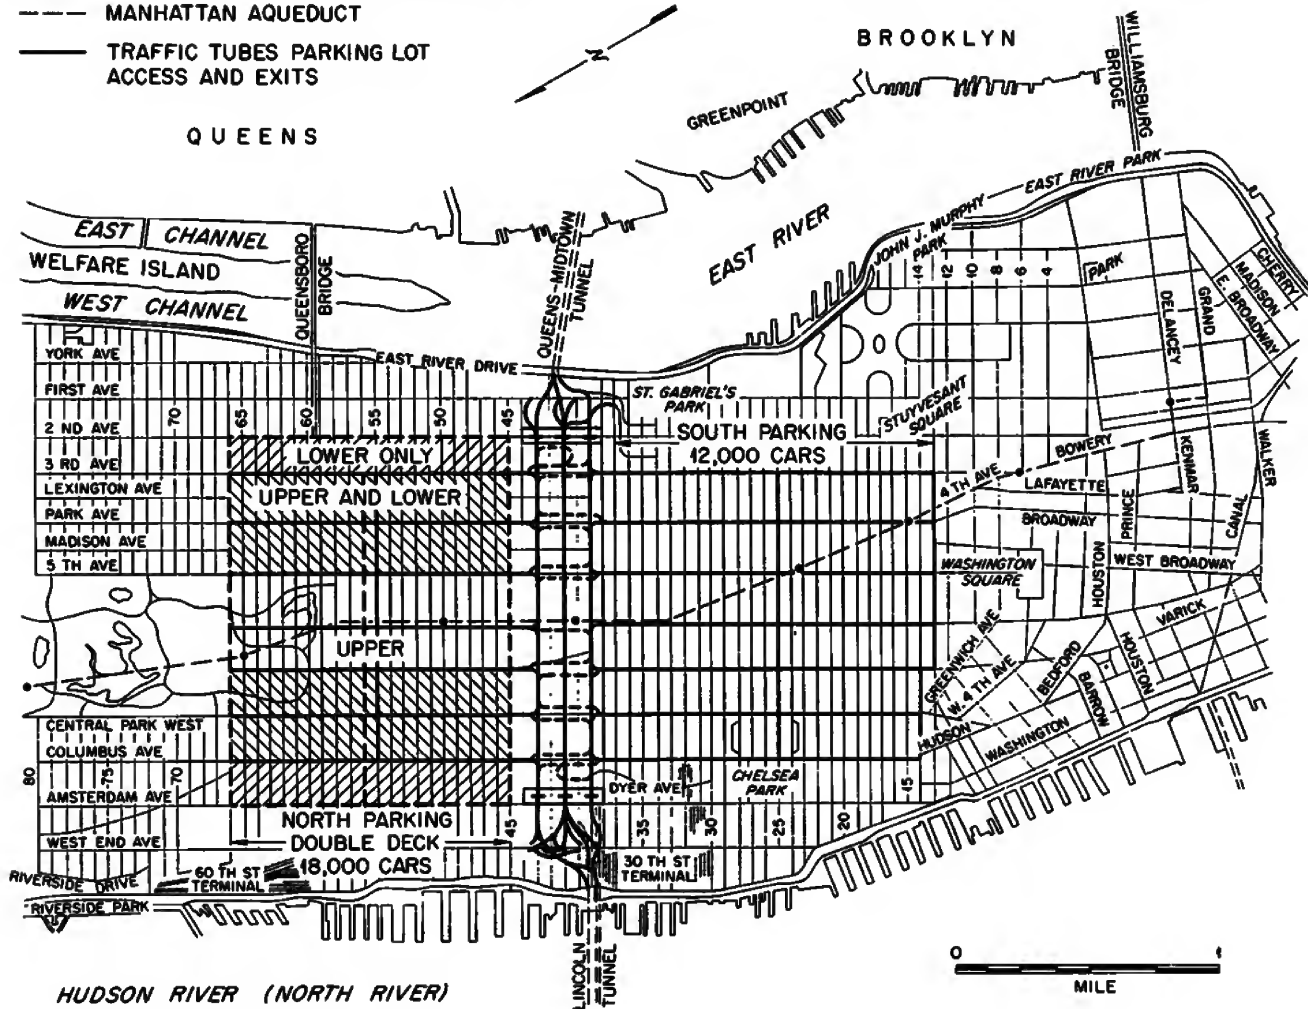 MANHATTAN AQUEDUCT
TRAFFIC TUBES PARKING LOT
ACCESS AND EXITS
N
BROOKLYN
WILLIAMSBURG
BRIDGE
QUEENS
GREENPOINT
EAST RIVER PARK
JOHN J. MURPHY
PARK
EAST RIVER
EAST CHANNEL
WELFARE ISLAND
WEST CHANNEL
QUEENSBORO
BRIDGE
QUEENS-MIDTOWN
TUNNEL
14 12 10 8 6 4
PARK
CHERRY
MADISON
E. BROADWAY
GRAND
DELANCEY
EAST RIVER DRIVE
YORK AVE
FIRST AVE
2 ND AVE
3 RD AVE
LEXINGTON AVE
PARK AVE
MADISON AVE
5 TH AVE
70 65 60 55 50 45
ST. GABRIEL'S
PARK
STUYVESANT
SQUARE
SOUTH PARKING
12,000 CARS
LOWER ONLY
UPPER AND LOWER
UPPER
4 TH AVE
BOWERY
LAFAYETTE
KENMAR
WALKER
CANAL
PRINCE
BROADWAY
WEST BROADWAY
WASHINGTON
SQUARE
HOUSTON
VARICK
GREENWICH AVE
W. 4 TH AVE
BEDFORD
HOUSTON
BARROW
HUDSON
WASHINGTON
CENTRAL PARK WEST
COLUMBUS AVE
80 75 70
AMSTERDAM AVE
WEST END AVE
70
RIVERSIDE DRIVE
RIVERSIDE PARK
NORTH PARKING
DOUBLE DECK
18,000 CARS
45
60 TH ST
TERMINAL
DYER AVE
CHELSEA
PARK
15
35 30 25 20
30 TH ST
TERMINAL
LINCOLN
TUNNEL
HUDSON RIVER (NORTH RIVER)
0 1
MILE